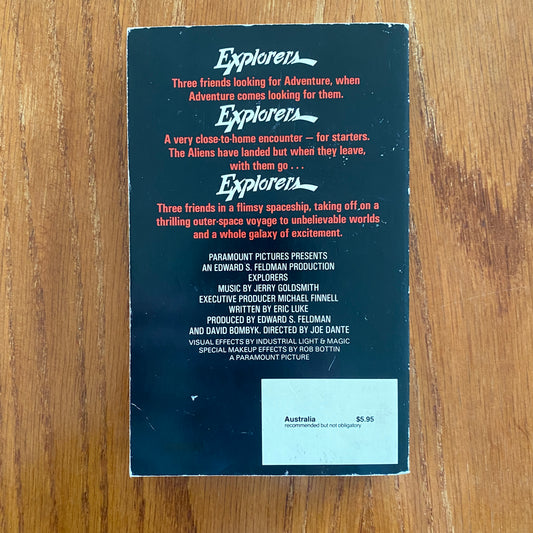 Explorers
Three friends looking for Adventure, when
Adventure comes looking for them.
Explorers
A very close-to-home encounter — for starters.
The Aliens have landed but when they leave,
with them go . . .
Explorers
Three friends in a flimsy spaceship, taking off,on a
thrilling outer-space voyage to unbelievable worlds
and a whole galaxy of excitement.
PARAMOUNT PICTURES PRESENTS
AN EDWARD S. FELDMAN PRODUCTION
EXPLORERS
MUSIC BY JERRY GOLDSMITH
EXECUTIVE PRODUCER MICHAEL FINNELL
WRITTEN BY ERIC LUKE
PRODUCED BY EDWARD S. FELDMAN
AND DAVID BOMBYK. DIRECTED BY JOE DANTE
VISUAL EFFECTS BY INDUSTRIAL LIGHT & MAGIC
SPECIAL MAKEUP EFFECTS BY ROB BOTTIN
A PARAMOUNT PICTURE
Australia $5.95
recommended but not obligatory